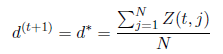 d^{(t+1)} = d^* = \frac{\sum_{j=1}^{N} Z(t, j)}{N}